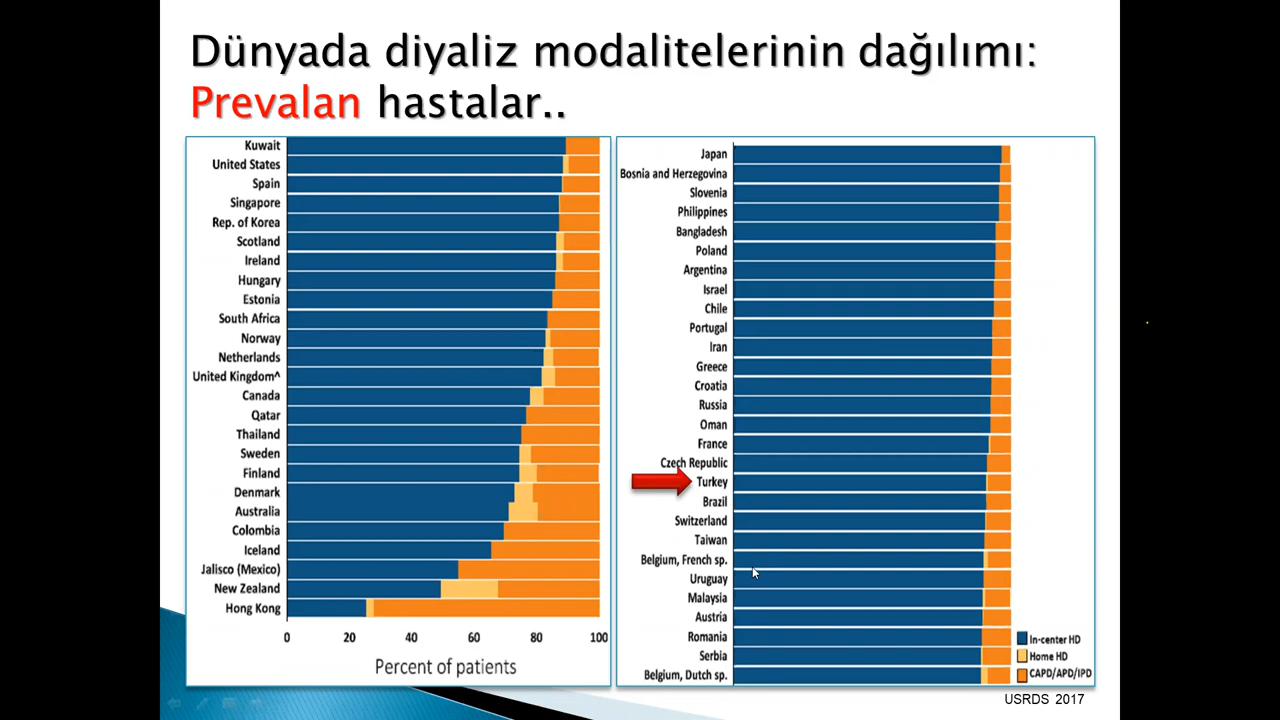 Dünyada diyaliz modalitelerinin dağılımı:
Prevalan hastalar..
Kuwait
United States
Spain
Singapore
Rep. of Korea
Scotland
Ireland
Hungary
Estonia
South Africa
Norway
Netherlands
United Kingdom^
Canada
Qatar
Thailand
Sweden
Finland
Denmark
Australia
Colombia
Iceland
Jalisco (Mexico)
New Zealand
Hong Kong
0 20 40 60 80 100
Percent of patients
Japan
Bosnia and Herzegovina
Slovenia
Philippines
Bangladesh
Poland
Argentina
Israel
Chile
Portugal
Iran
Greece
Croatia
Russia
Oman
France
Czech Republic
Turkey
Brazil
Switzerland
Taiwan
Belgium, French sp.
Uruguay
Malaysia
Austria
Romania
Serbia
Belgium, Dutch sp.
In-center HD
Home HD
CAPD/APD/IPD
USRDS 2017